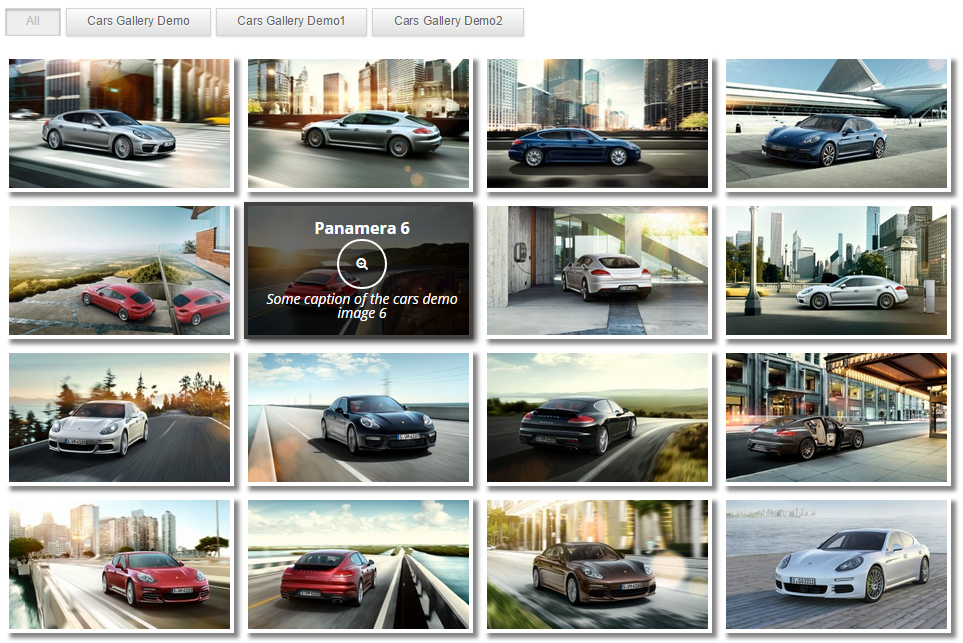 All
Cars Gallery Demo
Cars Gallery Demo1
Cars Gallery Demo2
Panamera 6
Some caption of the cars demo
image 6